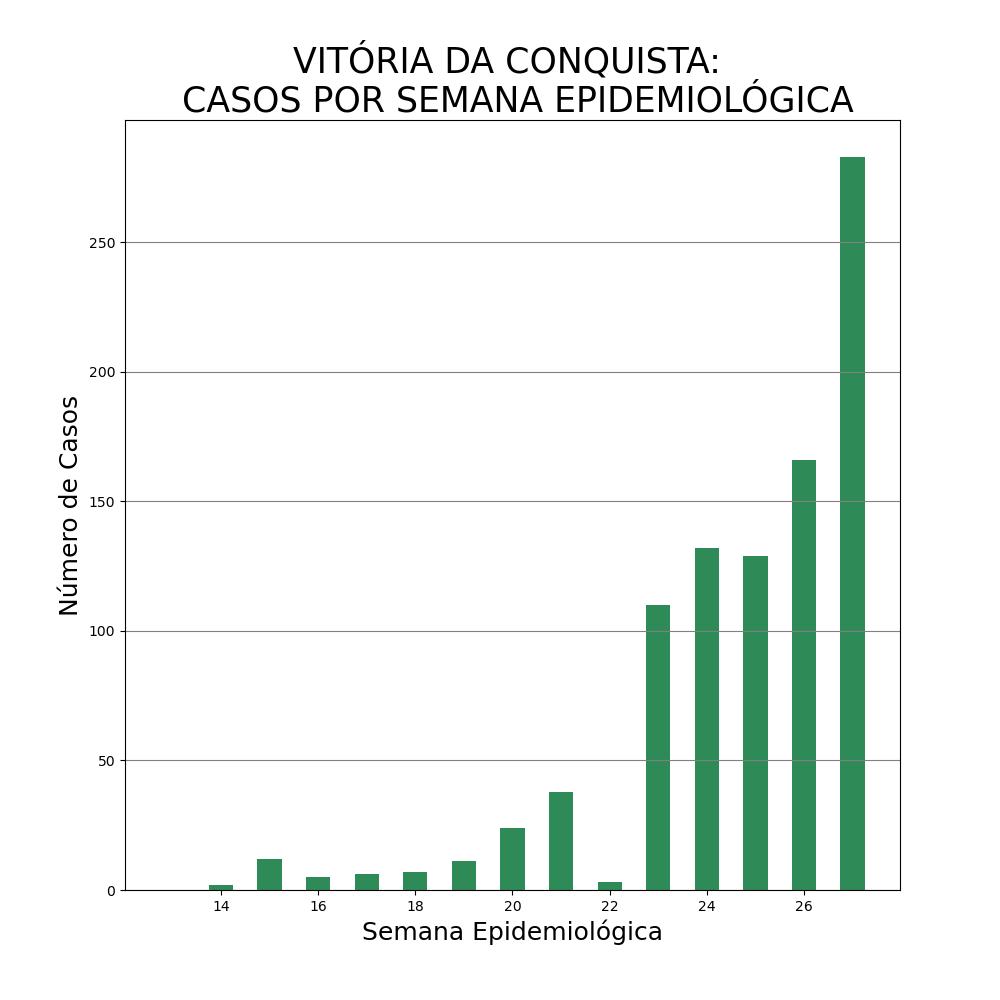 VITÓRIA DA CONQUISTA:
CASOS POR SEMANA EPIDEMIOLÓGICA
Número de Casos
250
200
150
100
50
0
14 16 18 20 22 24 26
Semana Epidemiológica